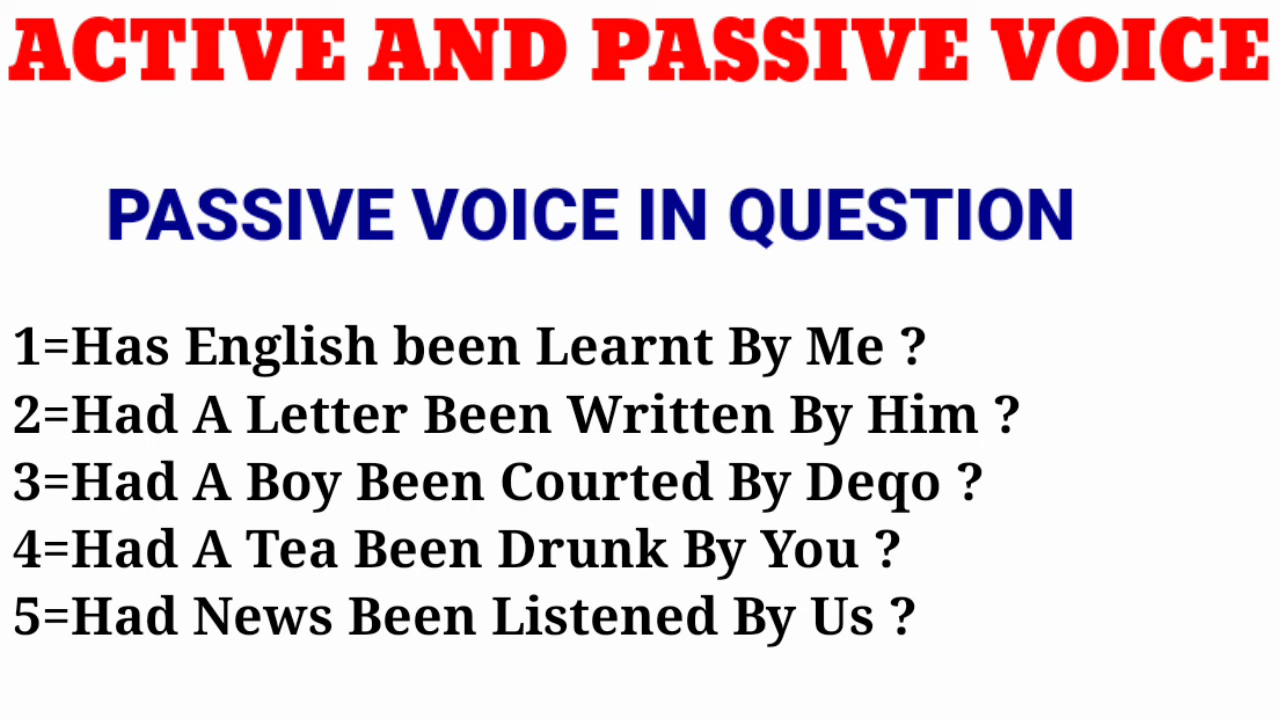 ACTIVE AND PASSIVE VOICE
PASSIVE VOICE IN QUESTION
1=Has English been Learnt By Me ?
2=Had A Letter Been Written By Him ?
3=Had A Boy Been Courted By Deqo ?
4=Had A Tea Been Drunk By You ?
5=Had News Been Listened By Us ?